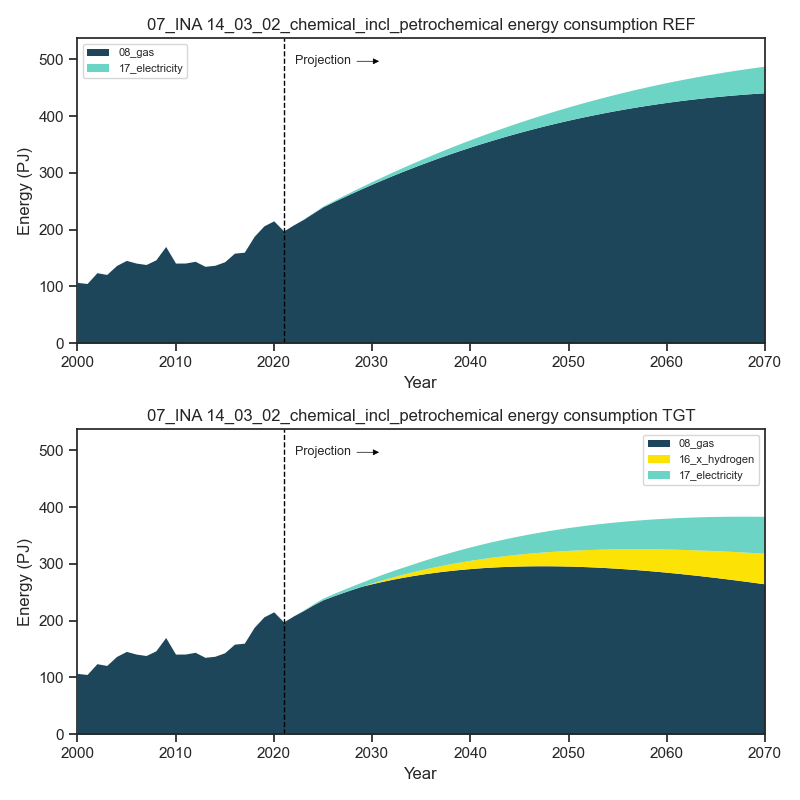 07_INA 14_03_02_chemical_incl_petrochemical energy consumption REF
08_gas
17_electricity
Projection
Energy (PJ)
500
400
300
200
100
0
2000 2010 2020 2030 2040 2050 2060 2070
Year
07_INA 14_03_02_chemical_incl_petrochemical energy consumption TGT
Projection
08_gas
16_x_hydrogen
17_electricity
Energy (PJ)
500
400
300
200
100
0
2000 2010 2020 2030 2040 2050 2060 2070
Year